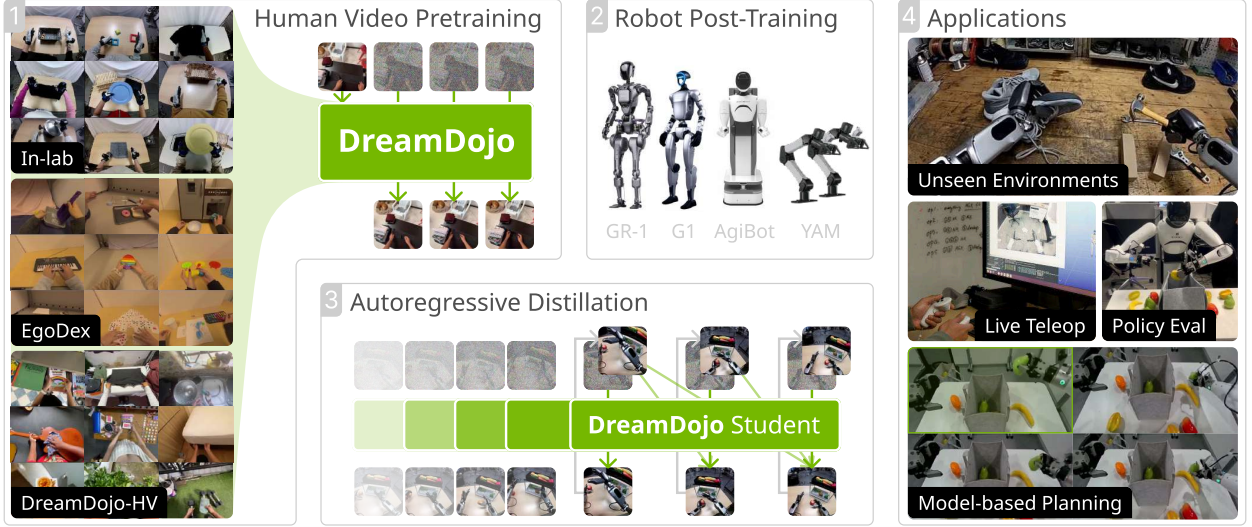 1
Human Video Pretraining
In-lab
EgoDex
DreamDojo-HV
DreamDojo
2 Robot Post-Training
GR-1 G1 AgiBot YAM
3 Autoregressive Distillation
DreamDojo Student
4 Applications
Unseen Environments
Live Teleop
Policy Eval
Model-based Planning